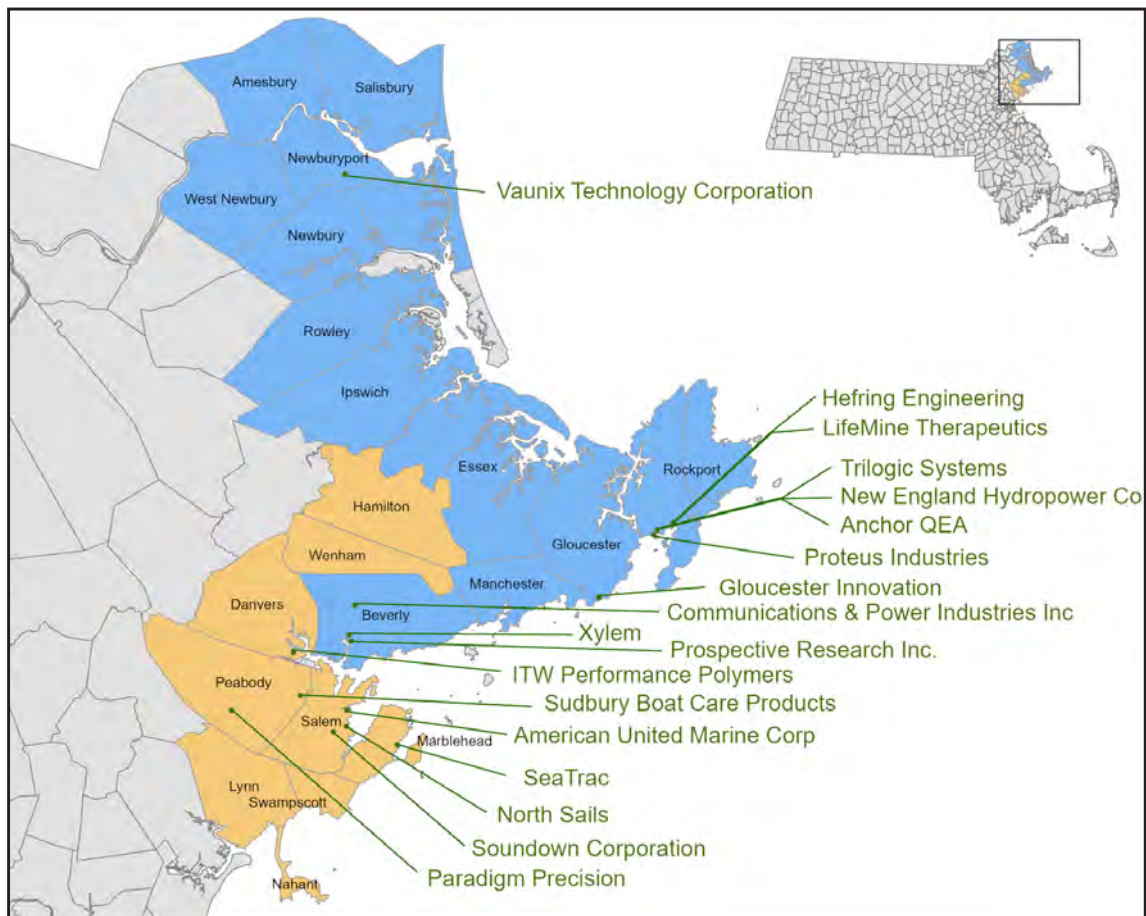 Amesbury
Salisbury
Newburyport
Vaunix Technology Corporation
West Newbury
Newbury
Rowley
Ipswich
Hefring Engineering
LifeMine Therapeutics
Essex
Rockport
Trilogic Systems
New England Hydropower Co
Anchor QEA
Hamilton
Gloucester
Wenham
Proteus Industries
Manchester
Gloucester Innovation
Danvers
Beverly
Communications & Power Industries Inc
Xylem
Prospective Research Inc.
ITW Performance Polymers
Peabody
Sudbury Boat Care Products
Salem
American United Marine Corp
Marblehead
SeaTrac
Lynn
Swampscott
North Sails
Soundown Corporation
Paradigm Precision
Nahant